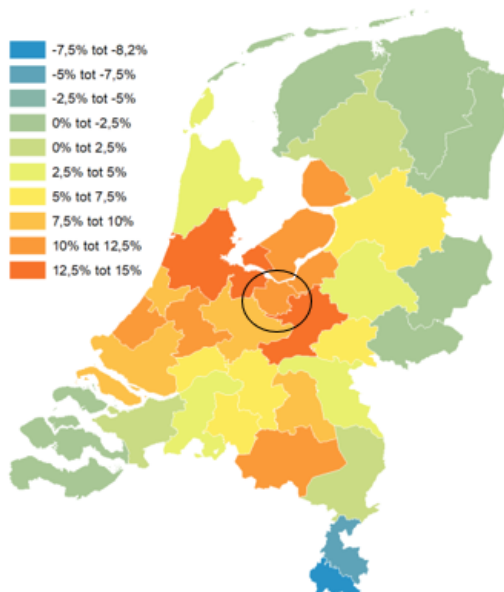 -7,5% tot -8,2%
-5% tot -7,5%
-2,5% tot -5%
0% tot -2,5%
0% tot 2,5%
2,5% tot 5%
5% tot 7,5%
7,5% tot 10%
10% tot 12,5%
12,5% tot 15%